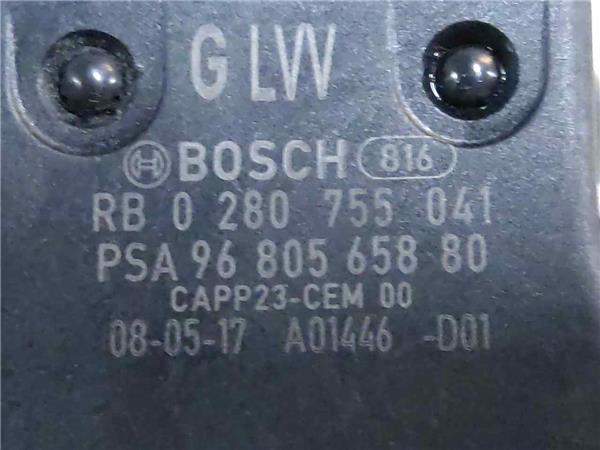 G LW
BOSCH 816
RB 0 280 755 041
PSA 96 805 658 80
CAPP23-CEM 00
08-05-17 A01446 -D01